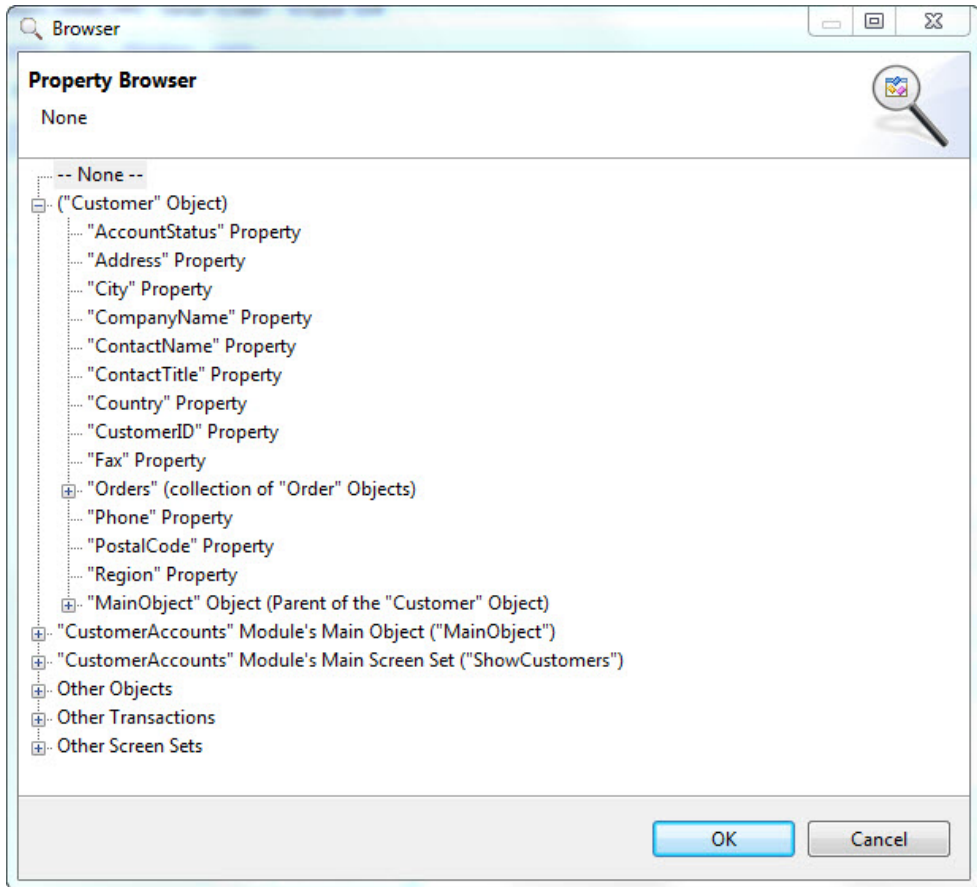 Browser
Property Browser
None
-- None --
("Customer" Object)
"AccountStatus" Property
"Address" Property
"City" Property
"CompanyName" Property
"ContactName" Property
"ContactTitle" Property
"Country" Property
"CustomerID" Property
"Fax" Property
"Orders" (collection of "Order" Objects)
"Phone" Property
"PostalCode" Property
"Region" Property
"MainObject" Object (Parent of the "Customer" Object)
"CustomerAccounts" Module's Main Object ("MainObject")
"CustomerAccounts" Module's Main Screen Set ("ShowCustomers")
Other Objects
Other Transactions
Other Screen Sets
OK Cancel